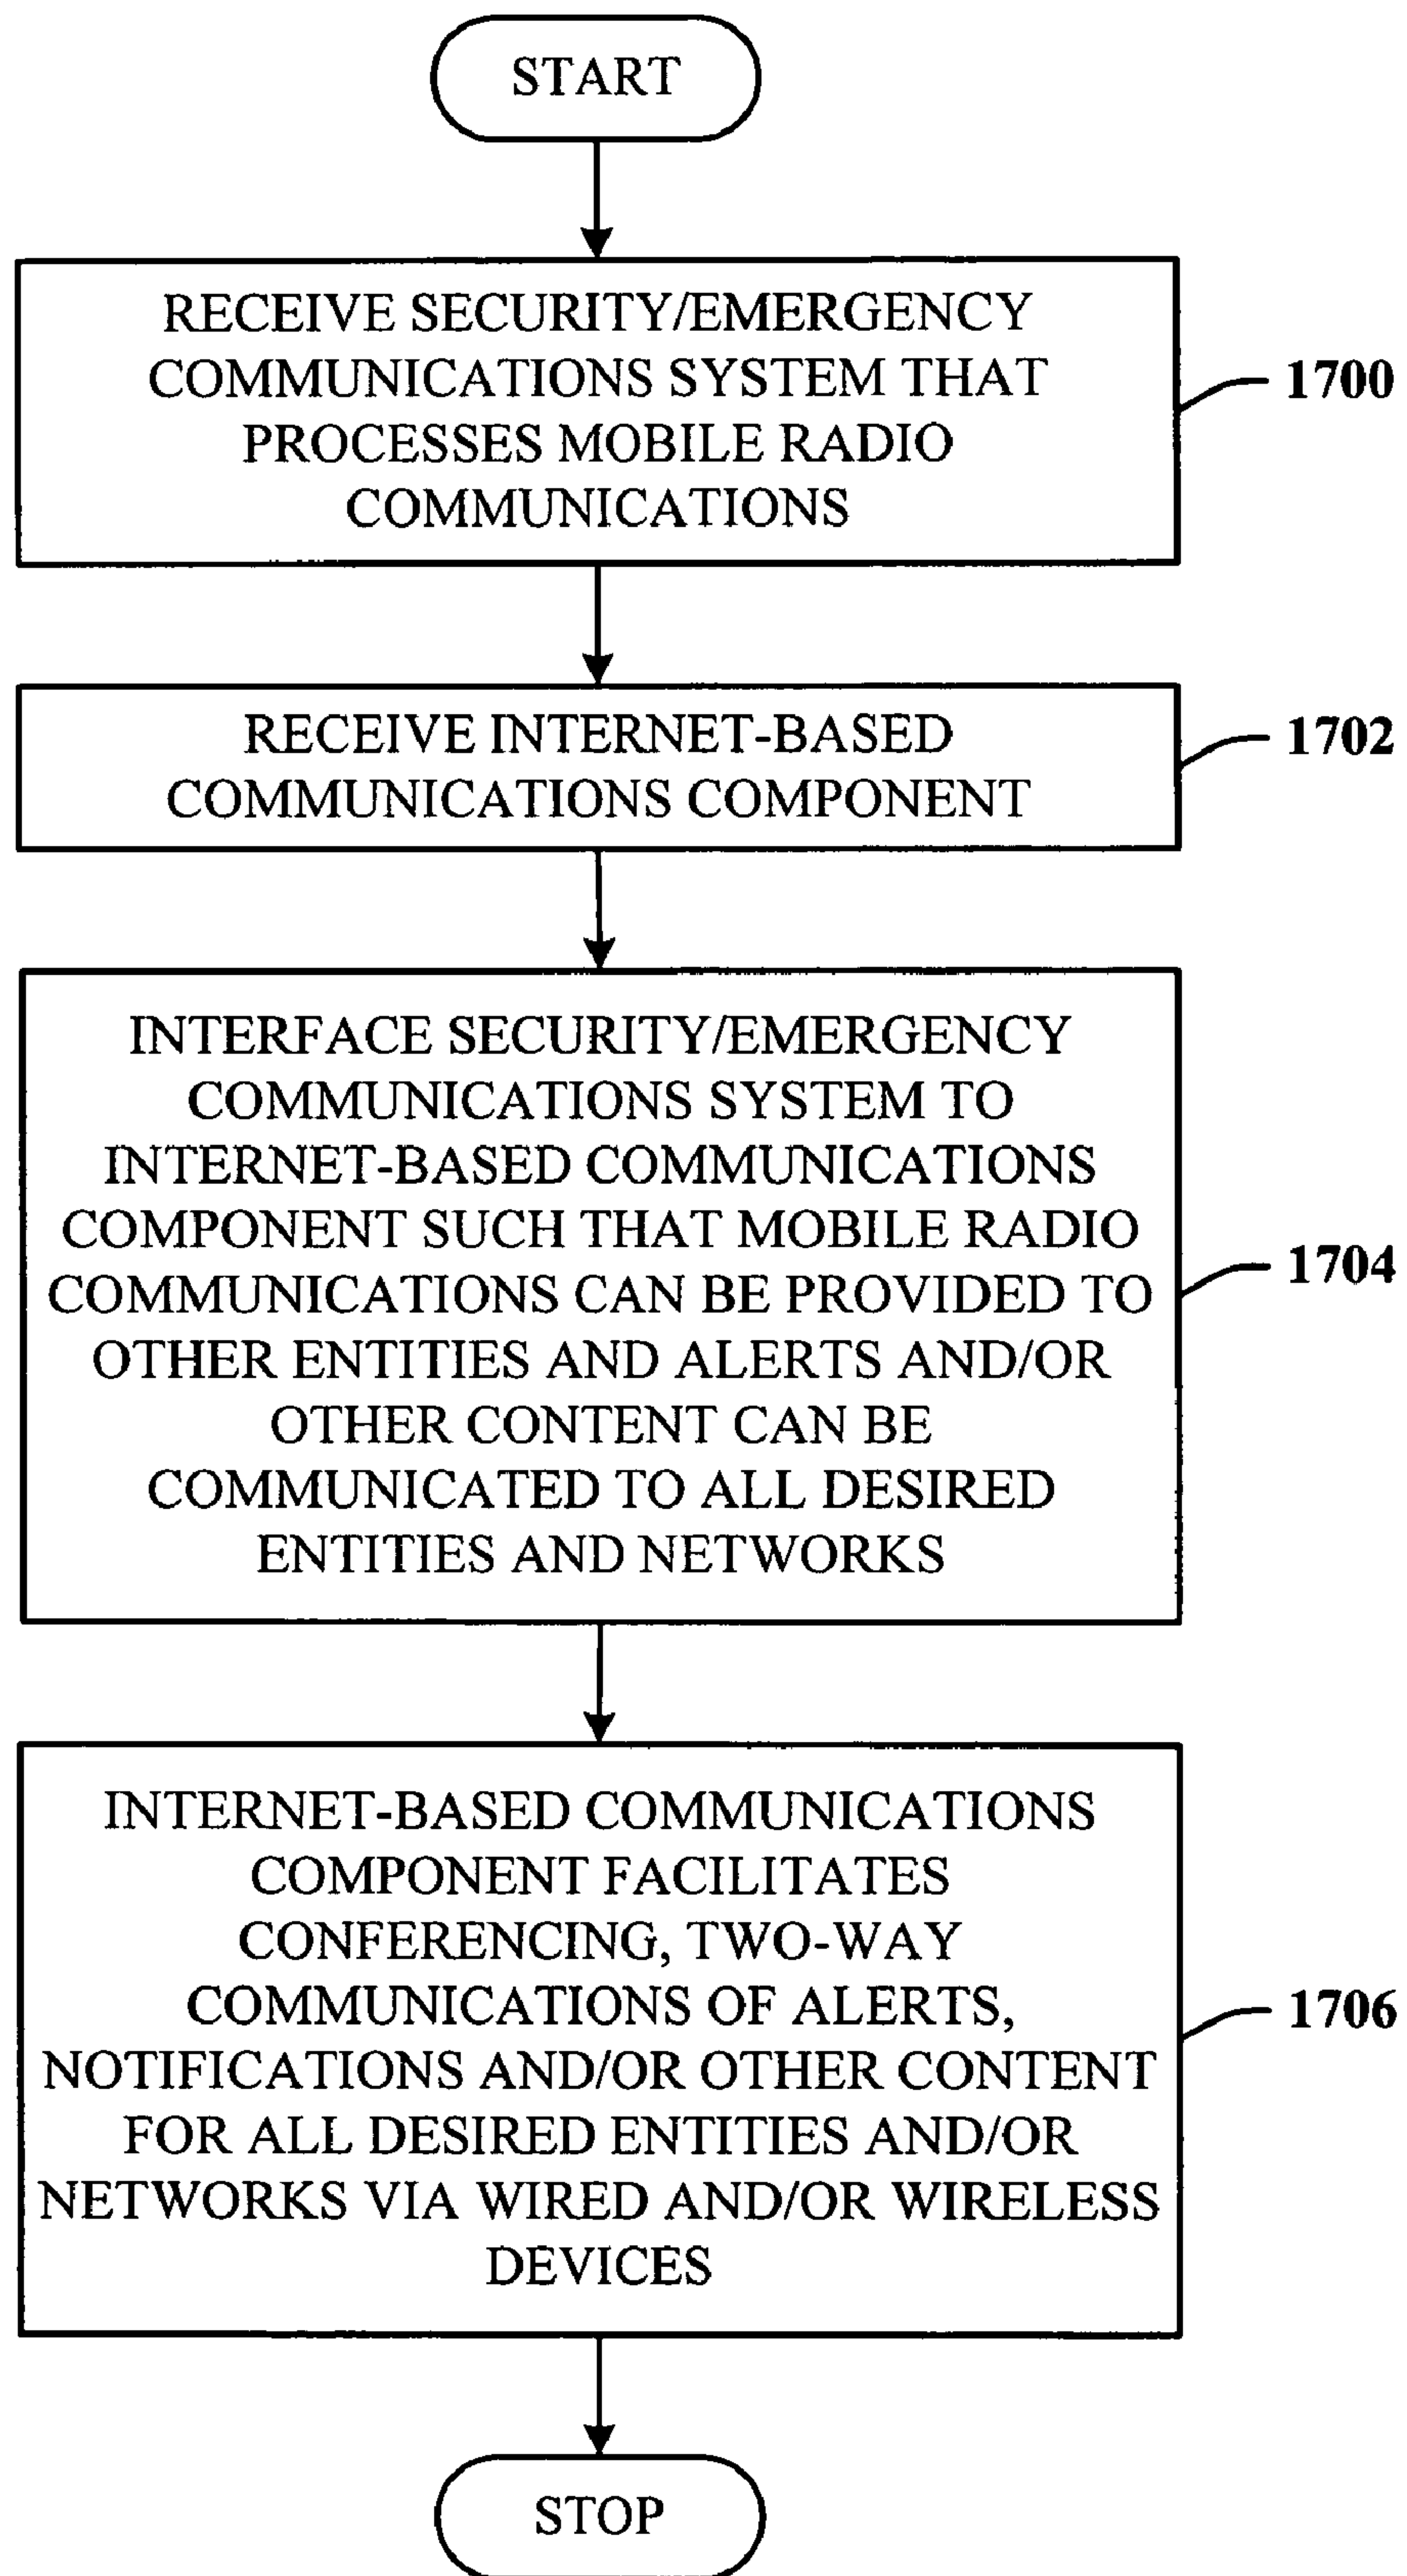 START
RECEIVE SECURITY/EMERGENCY
COMMUNICATIONS SYSTEM THAT
PROCESSES MOBILE RADIO
COMMUNICATIONS
1700
RECEIVE INTERNET-BASED
COMMUNICATIONS COMPONENT
1702
INTERFACE SECURITY/EMERGENCY
COMMUNICATIONS SYSTEM TO
INTERNET-BASED COMMUNICATIONS
COMPONENT SUCH THAT MOBILE RADIO
COMMUNICATIONS CAN BE PROVIDED TO
OTHER ENTITIES AND ALERTS AND/OR
OTHER CONTENT CAN BE
COMMUNICATED TO ALL DESIRED
ENTITIES AND NETWORKS
1704
INTERNET-BASED COMMUNICATIONS
COMPONENT FACILITATES
CONFERENCING, TWO-WAY
COMMUNICATIONS OF ALERTS,
NOTIFICATIONS AND/OR OTHER CONTENT
FOR ALL DESIRED ENTITIES AND/OR
NETWORKS VIA WIRED AND/OR WIRELESS
DEVICES
1706
STOP